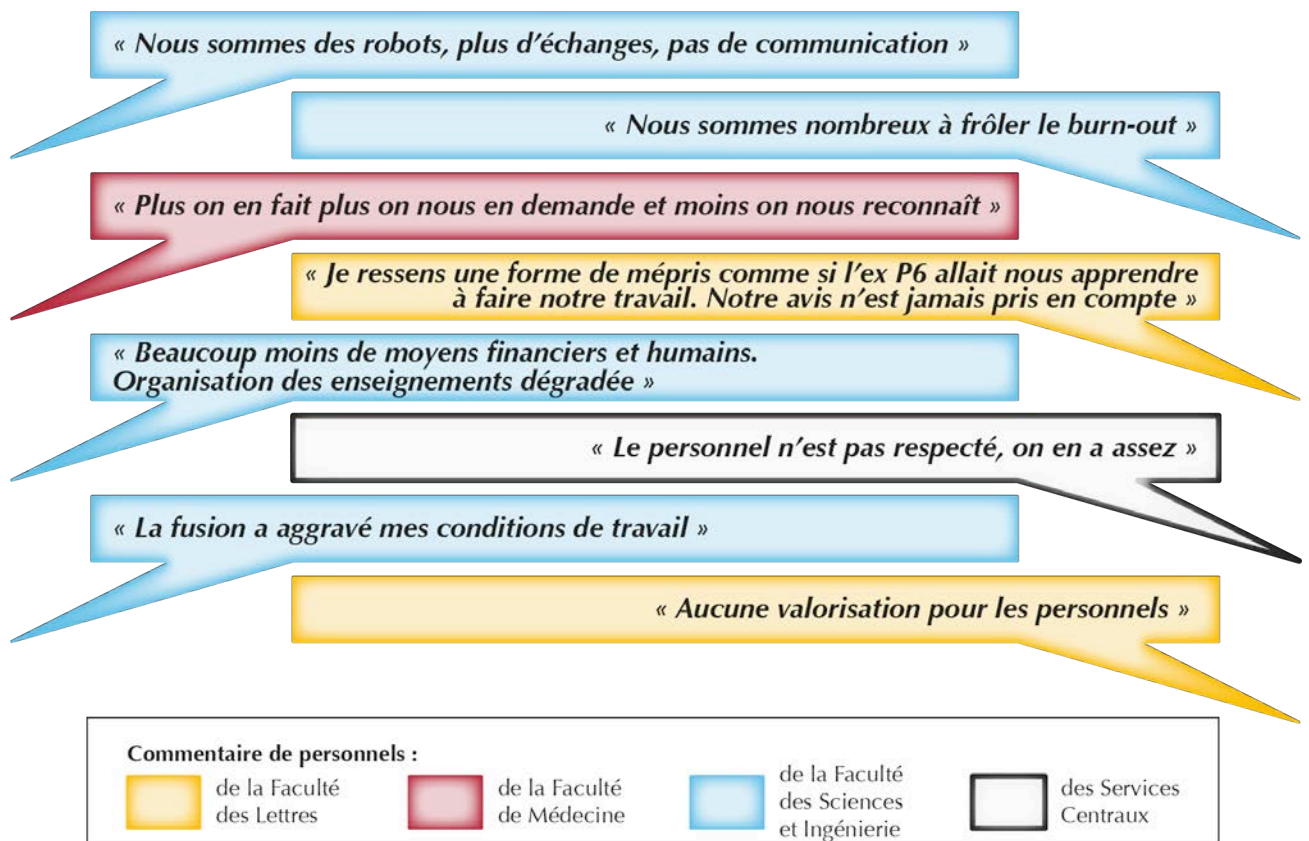 « Nous sommes des robots, plus d’échanges, pas de communication »
« Nous sommes nombreux à frôler le burn-out »
« Plus on en fait plus on nous en demande et moins on nous reconnaît »
« Je ressens une forme de mépris comme si l’ex P6 allait nous apprendre
à faire notre travail. Notre avis n’est jamais pris en compte »
« Beaucoup moins de moyens financiers et humains.
Organisation des enseignements dégradée »
« Le personnel n’est pas respecté, on en a assez »
« La fusion a aggravé mes conditions de travail »
« Aucune valorisation pour les personnels »
Commentaire de personnels :
de la Faculté
des Lettres
de la Faculté
de Médecine
de la Faculté
des Sciences
et Ingénierie
des Services
Centraux